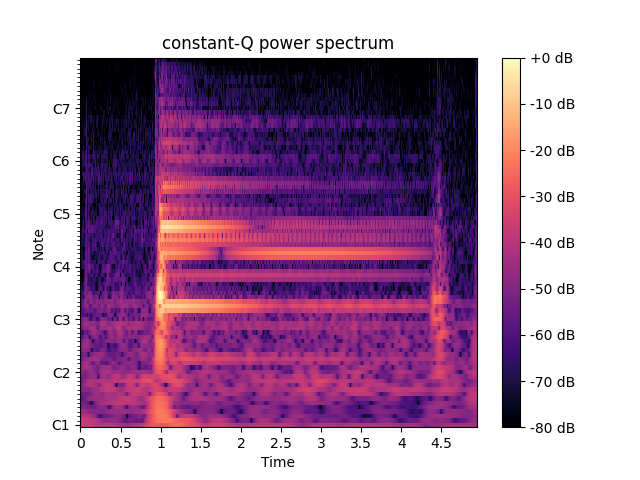 constant-Q power spectrum
Note
C7
C6
C5
C4
C3
C2
C1
0 0.5 1 1.5 2 2.5 3 3.5 4 4.5
Time
+0 dB
-10 dB
-20 dB
-30 dB
-40 dB
-50 dB
-60 dB
-70 dB
-80 dB